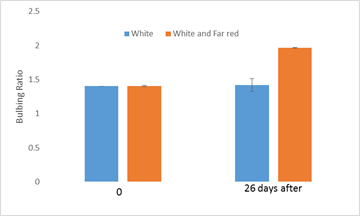 2.5
White
White and Far red
2
1.5
1
0.5
0
Bulbing Ratio
0
26 days after